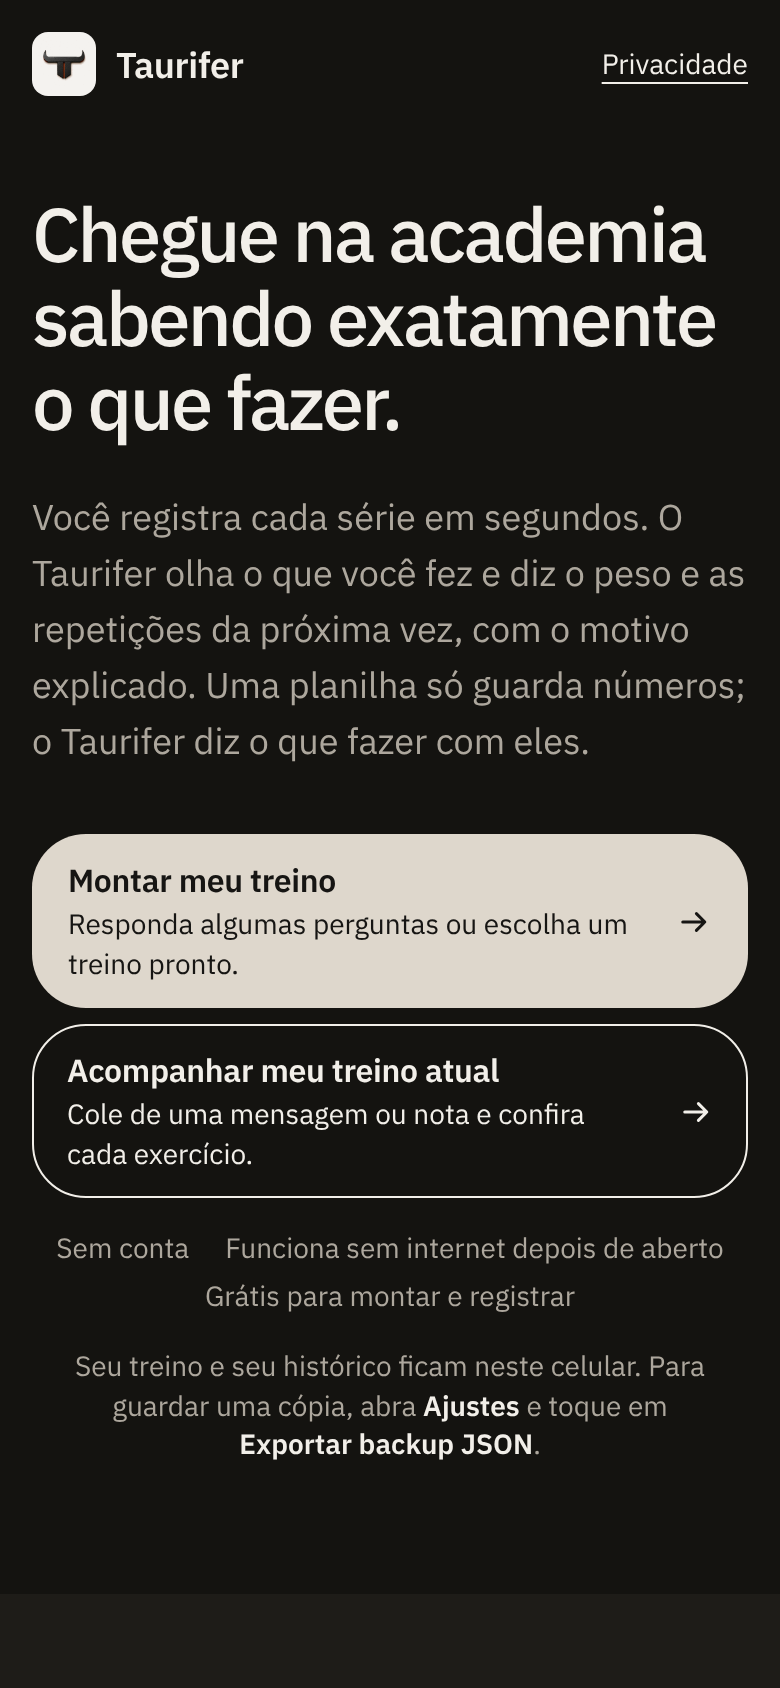 Taurifer
Privacidade
Chegue na academia
sabendo exatamente
o que fazer.
Você registra cada série em segundos. O
Taurifer olha o que você fez e diz o peso e as
repetições da próxima vez, com o motivo
explicado. Uma planilha só guarda números;
o Taurifer diz o que fazer com eles.
Montar meu treino
Responda algumas perguntas ou escolha um
treino pronto.
Acompanhar meu treino atual
Cole de uma mensagem ou nota e confira
cada exercício.
Sem conta Funciona sem internet depois de aberto
Grátis para montar e registrar
Seu treino e seu histórico ficam neste celular. Para
guardar uma cópia, abra Ajustes e toque em
Exportar backup JSON.